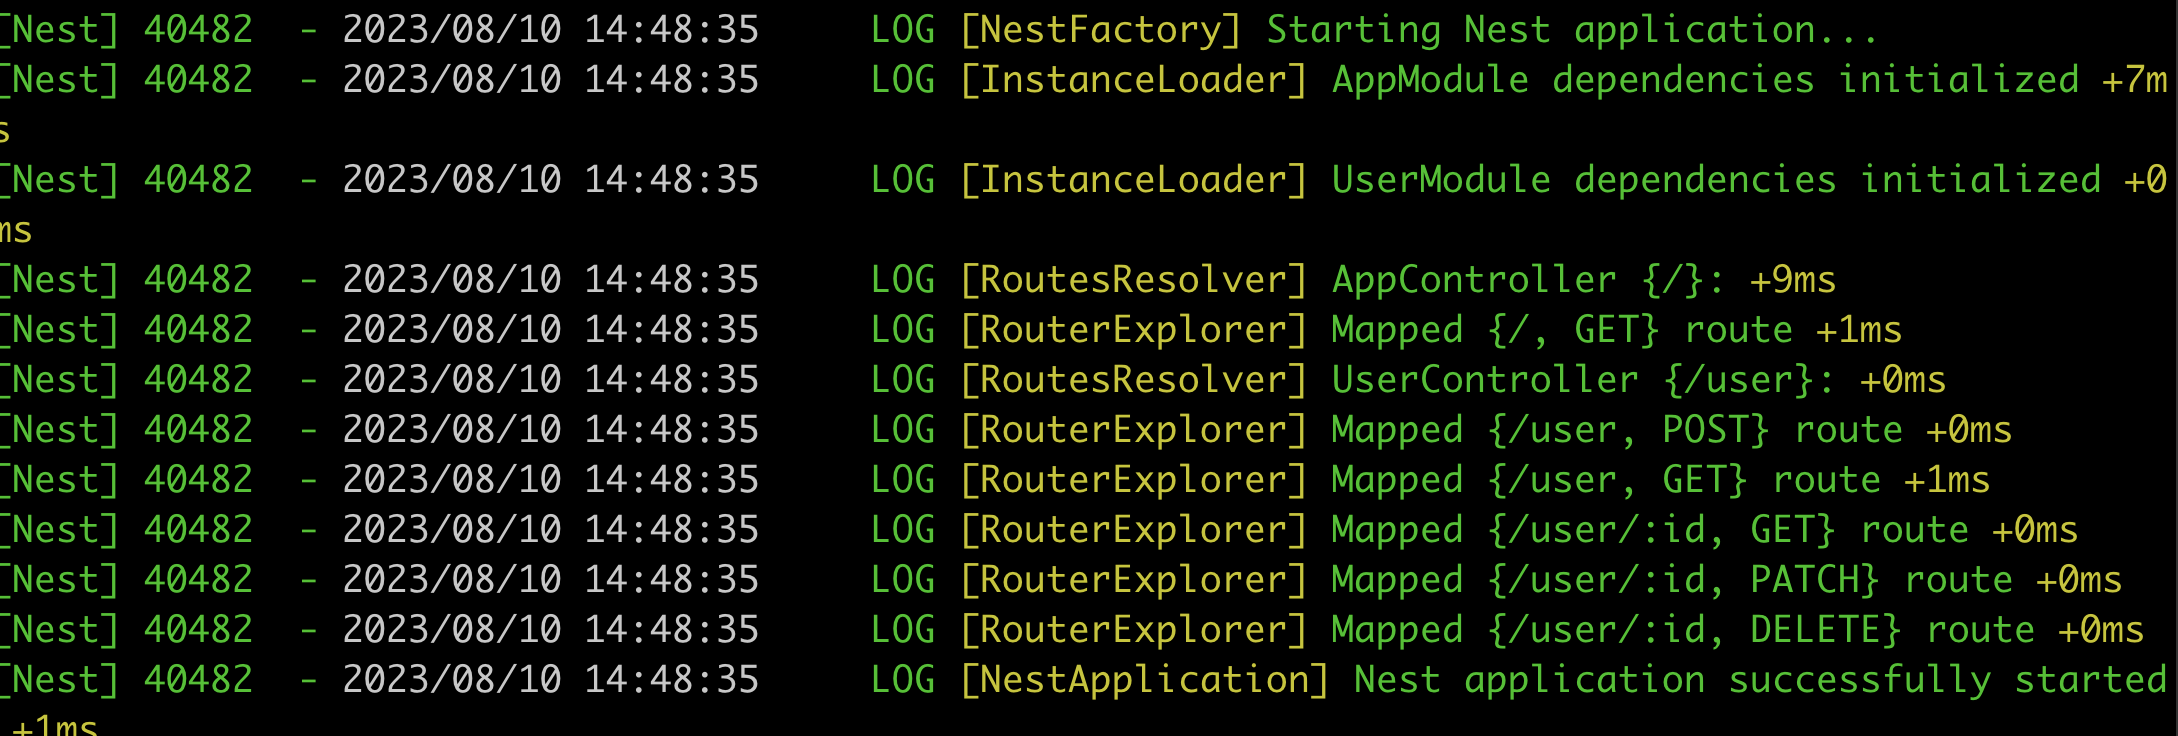 [Nest] 40482  - 2023/08/10 14:48:35     LOG [NestFactory] Starting Nest application...
[Nest] 40482  - 2023/08/10 14:48:35     LOG [InstanceLoader] AppModule dependencies initialized +7m
s
[Nest] 40482  - 2023/08/10 14:48:35     LOG [InstanceLoader] UserModule dependencies initialized +0
ms
[Nest] 40482  - 2023/08/10 14:48:35     LOG [RoutesResolver] AppController {/}: +9ms
[Nest] 40482  - 2023/08/10 14:48:35     LOG [RouterExplorer] Mapped {/, GET} route +1ms
[Nest] 40482  - 2023/08/10 14:48:35     LOG [RoutesResolver] UserController {/user}: +0ms
[Nest] 40482  - 2023/08/10 14:48:35     LOG [RouterExplorer] Mapped {/user, POST} route +0ms
[Nest] 40482  - 2023/08/10 14:48:35     LOG [RouterExplorer] Mapped {/user, GET} route +1ms
[Nest] 40482  - 2023/08/10 14:48:35     LOG [RouterExplorer] Mapped {/user/:id, GET} route +0ms
[Nest] 40482  - 2023/08/10 14:48:35     LOG [RouterExplorer] Mapped {/user/:id, PATCH} route +0ms
[Nest] 40482  - 2023/08/10 14:48:35     LOG [RouterExplorer] Mapped {/user/:id, DELETE} route +0ms
[Nest] 40482  - 2023/08/10 14:48:35     LOG [NestApplication] Nest application successfully started
 +1ms